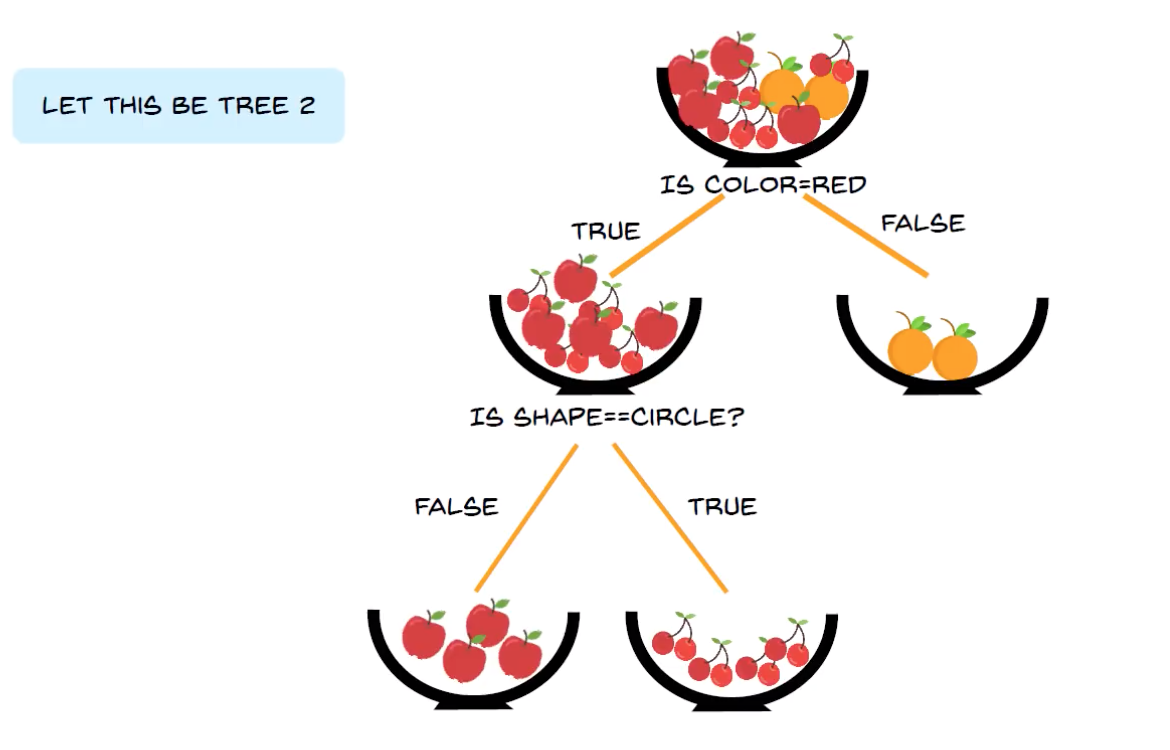 LET THIS BE TREE 2
IS COLOR=RED
TRUE
FALSE
IS SHAPE==CIRCLE?
FALSE
TRUE